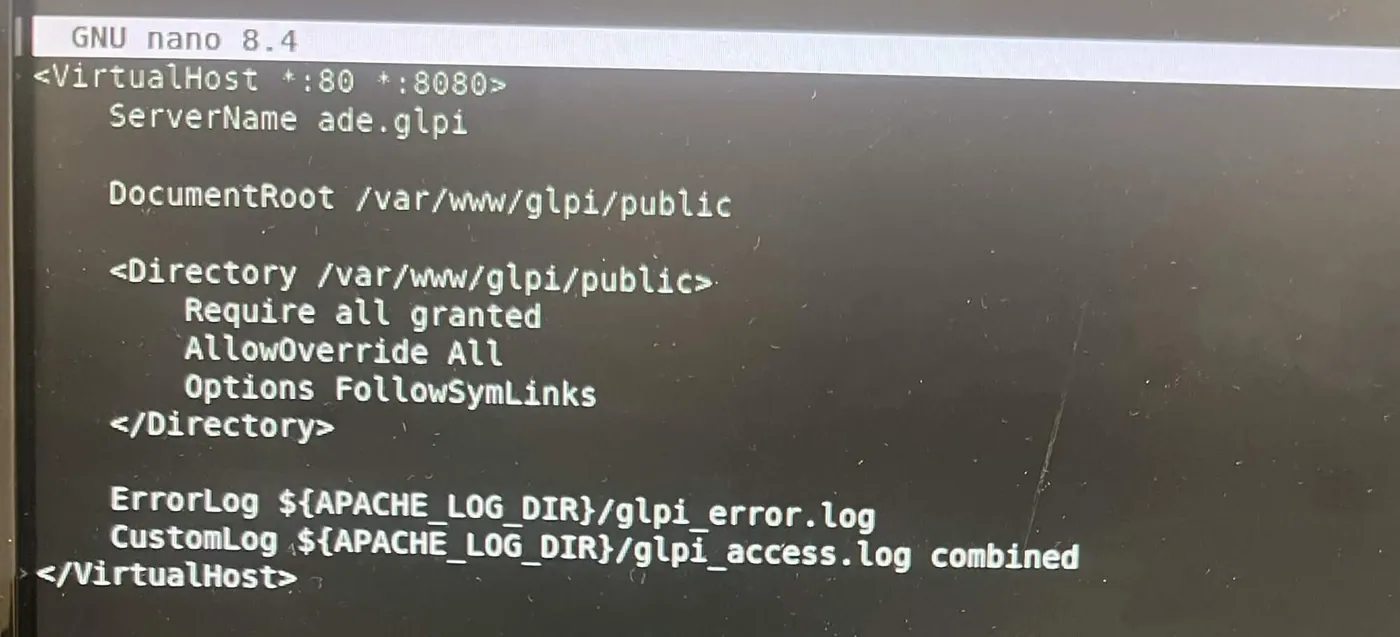 GNU nano 8.4
<VirtualHost *:80 *:8080>
ServerName ade.glpi
DocumentRoot /var/www/glpi/public
<Directory /var/www/glpi/public>
Require all granted
AllowOverride All
Options FollowSymLinks
</Directory>
ErrorLog ${APACHE_LOG_DIR}/glpi_error.log
CustomLog ${APACHE_LOG_DIR}/glpi_access.log combined
</VirtualHost>